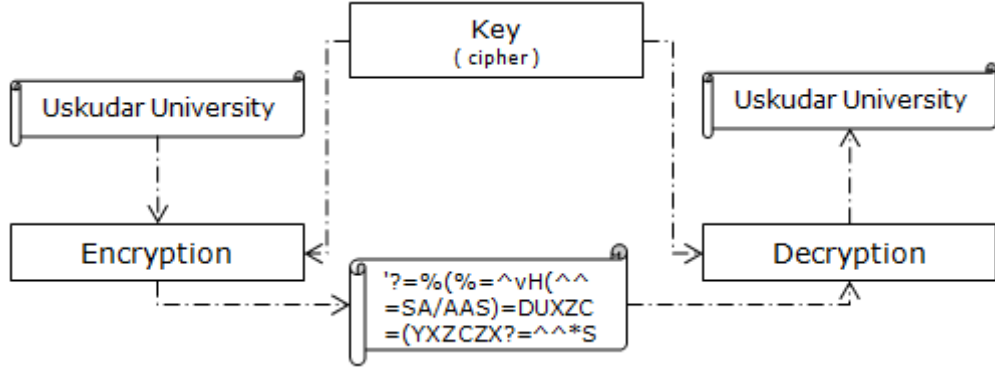 Key
( cipher )
Uskudar University
Uskudar University
Encryption
Decryption
'?=%(%=^vH(^^
=SA/AAS)=DUXZC
=(YXZCZX?=^^*S